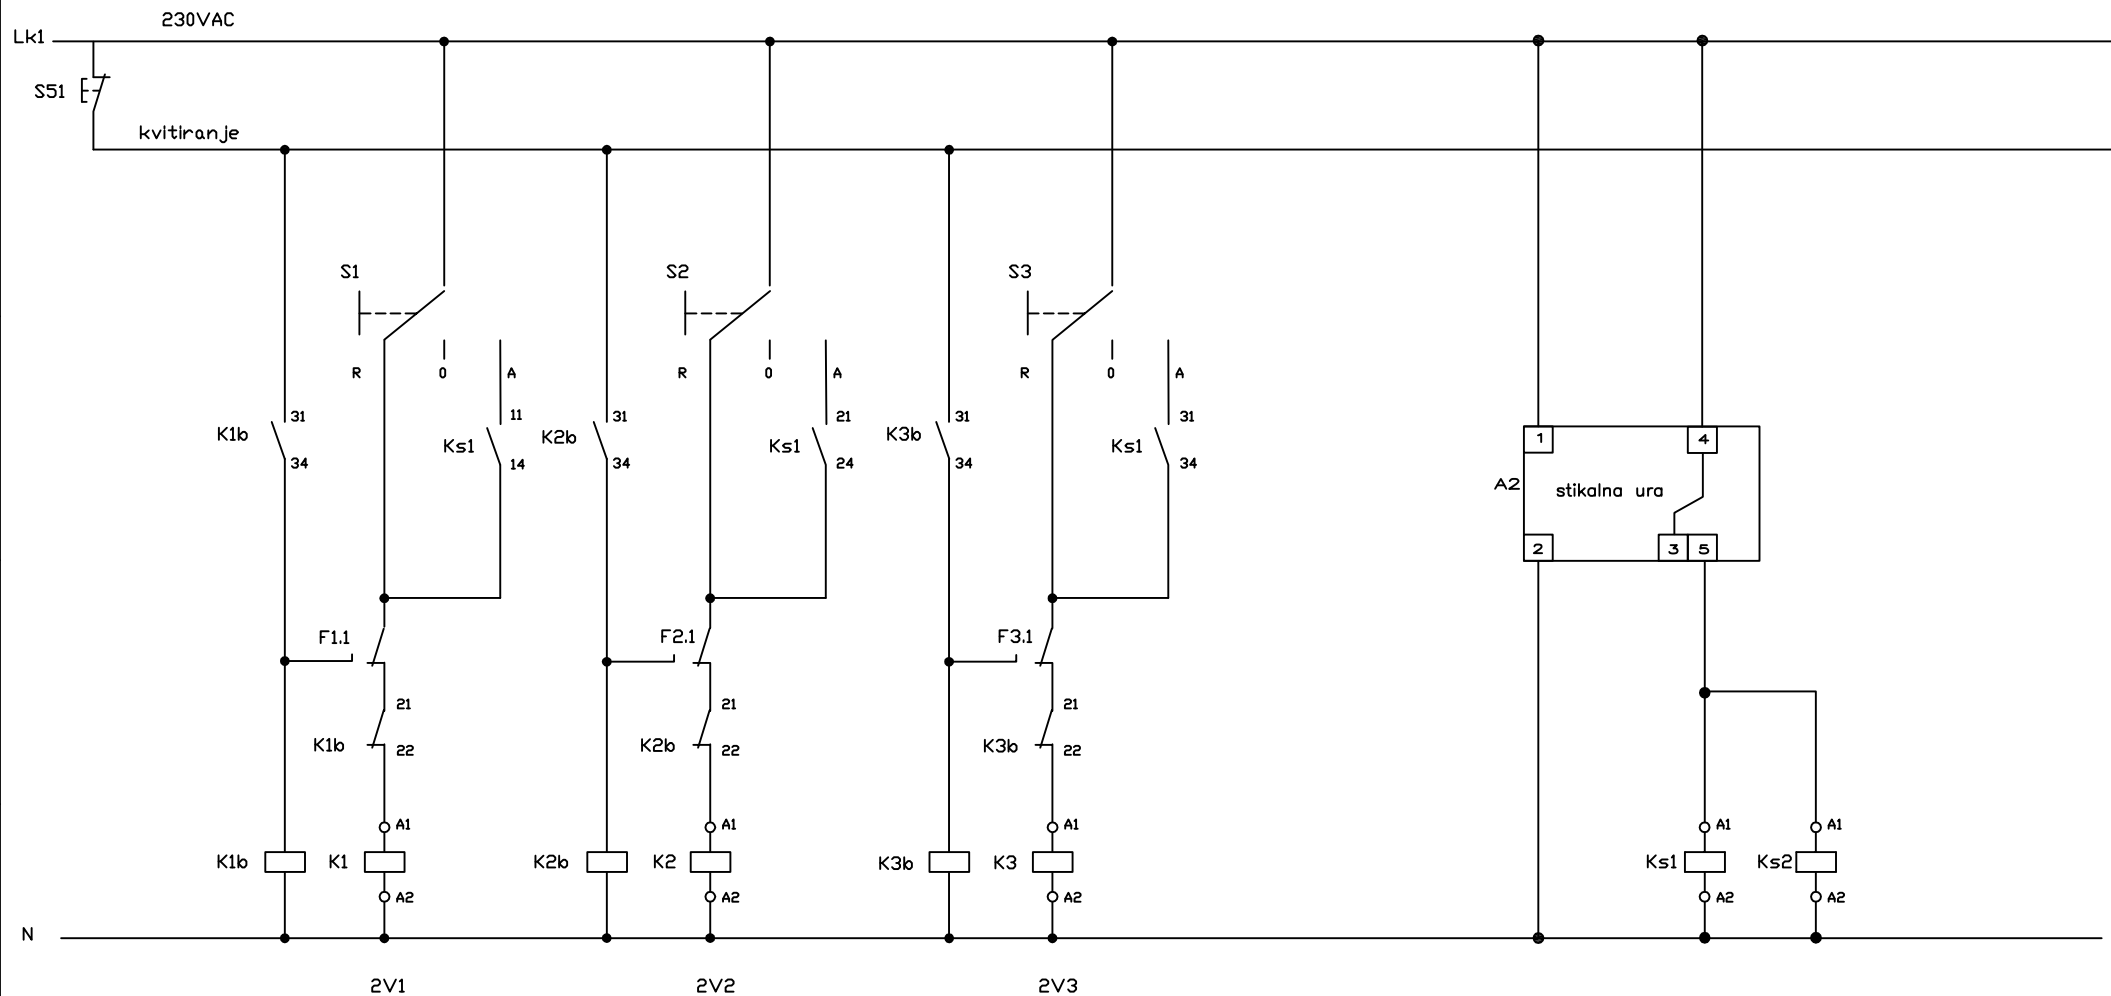 230VAC
Lk1
S51
kvitiranje
S1
S2
S3
R 0 A
R 0 A
R 0 A
31
11
31
21
31
31
K1b
Ks1
K2b
Ks1
K3b
Ks1
34
14
34
24
34
34
1
4
A2
stikalna ura
2
3
5
F1.1
F2.1
F3.1
21
21
21
K1b
K2b
K3b
22
22
22
A1
A1
A1
A1
A1
K1b
K1
K2b
K2
K3b
K3
Ks1
Ks2
A2
A2
A2
A2
A2
N
2V1
2V2
2V3